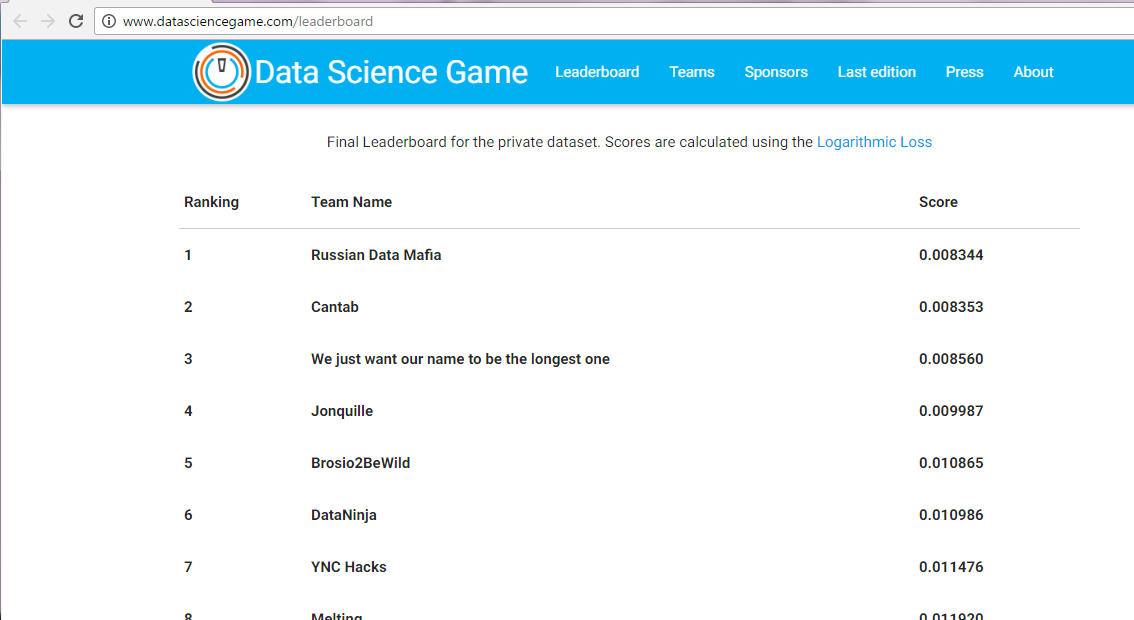 www.datasciencegame.com/leaderboard
Data Science Game Leaderboard Teams Sponsors Last edition Press About
Final Leaderboard for the private dataset. Scores are calculated using the Logarithmic Loss
Ranking Team Name Score
1 Russian Data Mafia 0.008344
2 Cantab 0.008353
3 We just want our name to be the longest one 0.008560
4 Jonquille 0.009987
5 Brosio2BeWild 0.010865
6 DataNinja 0.010986
7 YNC Hacks 0.011476
8 Melting 0.011920